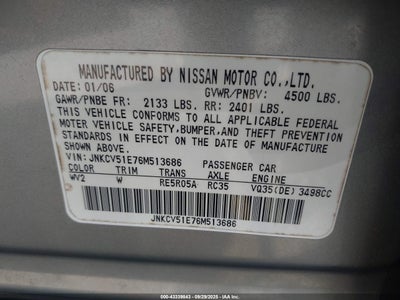 MANUFACTURED BY NISSAN MOTOR CO.,LTD.
DATE: 01/06 GVWR/PNBV: 4500 LBS.
GAWR/PNBE FR: 2133 LBS. RR: 2401 LBS.
THIS VEHICLE CONFORMS TO ALL APPLICABLE FEDERAL
MOTOR VEHICLE SAFETY, BUMPER, AND THEFT PREVENTION
STANDARDS IN EFFECT ON THE DATE OF MANUFACTURE
SHOWN ABOVE.
VIN: JNKCV51E76M513686 PASSENGER CAR
COLOR TRIM TRANS AXLE ENGINE
WV2 W RE5R05A RC35 VQ35(DE) 3498CC
JNKCV51E76M513686
000-43339043 - 09/29/2025 - IAAI.COM